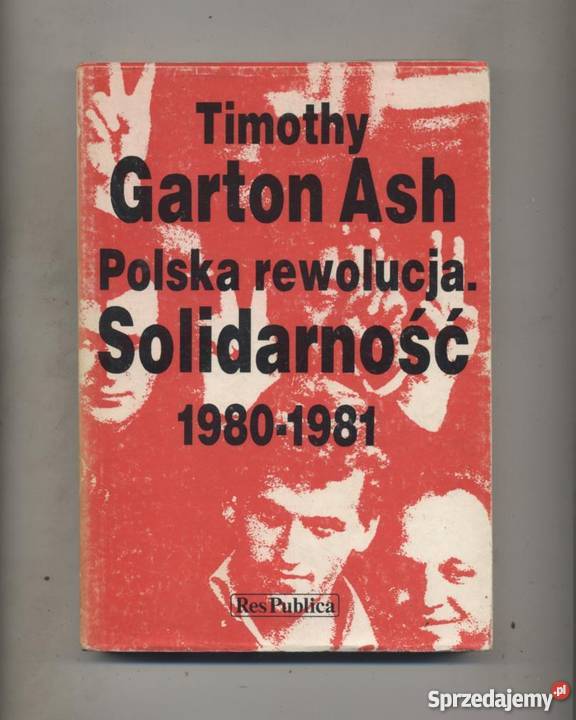 Timothy
Garton Ash
Polska rewolucja.
Solidarność
1980-1981
Res Publica
Sprzedajemy.pl